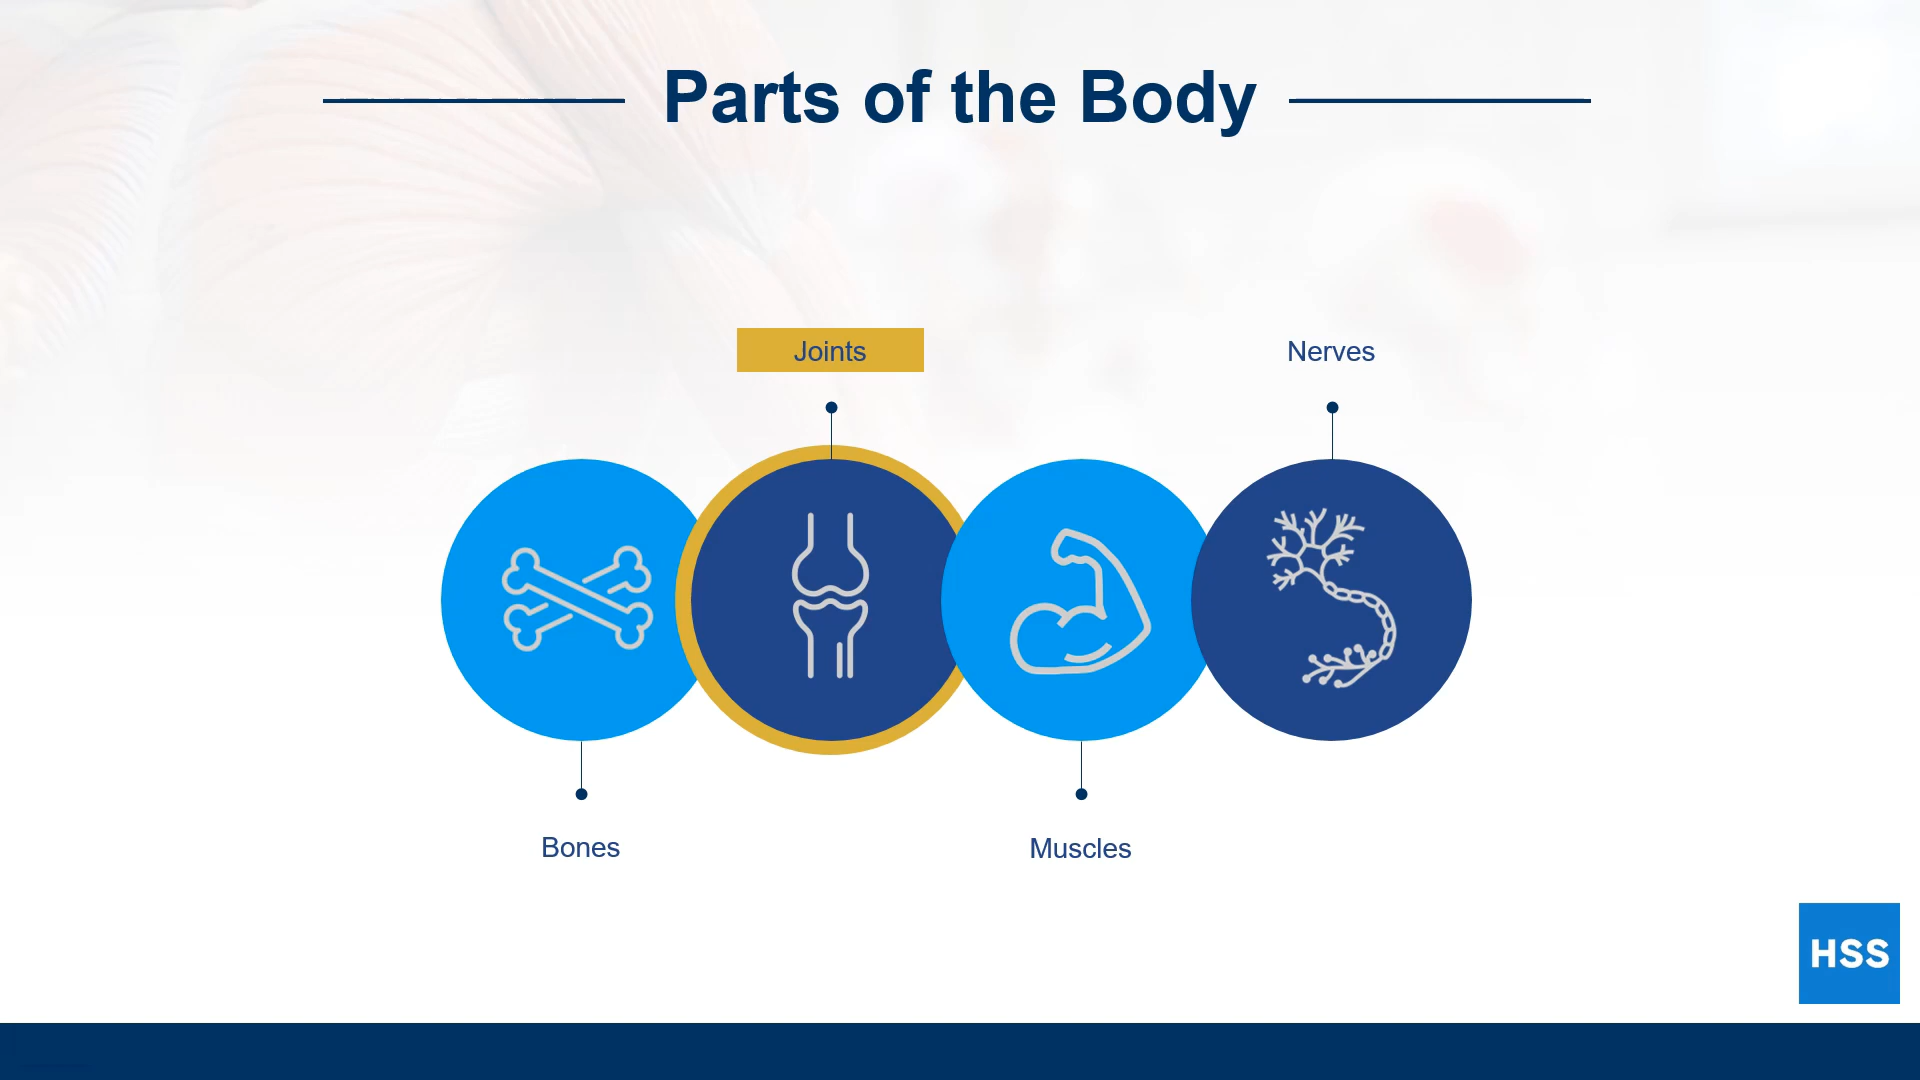 Parts of the Body
Joints
Nerves
Bones
Muscles
HSS